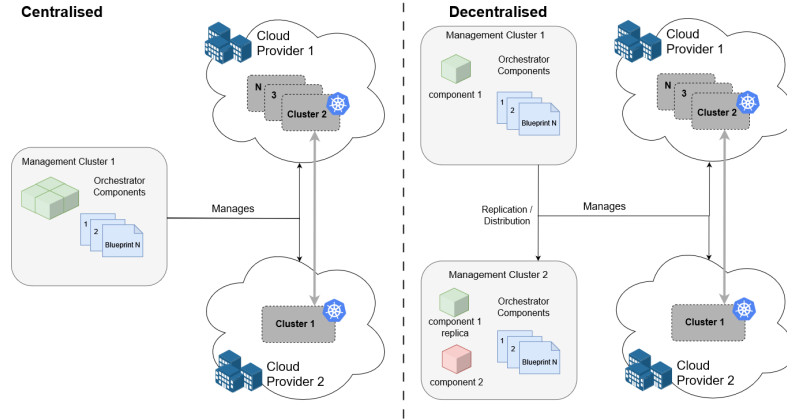 Centralised
Cloud
Provider 1
N
3
Cluster 2
Management Cluster 1
Orchestrator
Components
1
2
Blueprint N
Manages
Cluster 1
Cloud
Provider 2
Decentralised
Management Cluster 1
Orchestrator
Components
component 1
1
2
Blueprint N
Cloud
Provider 1
N
3
Cluster 2
Replication /
Distribution
Manages
Management Cluster 2
Orchestrator
Components
component 1
replica
1
2
Blueprint N
component 2
Cluster 1
Cloud
Provider 2